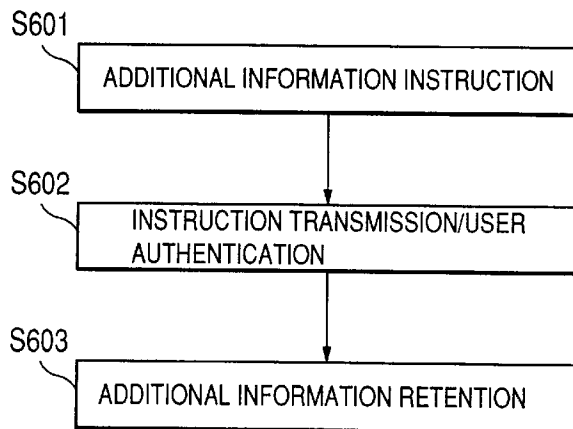 S601
ADDITIONAL INFORMATION INSTRUCTION
S602
INSTRUCTION TRANSMISSION/USER
AUTHENTICATION
S603
ADDITIONAL INFORMATION RETENTION